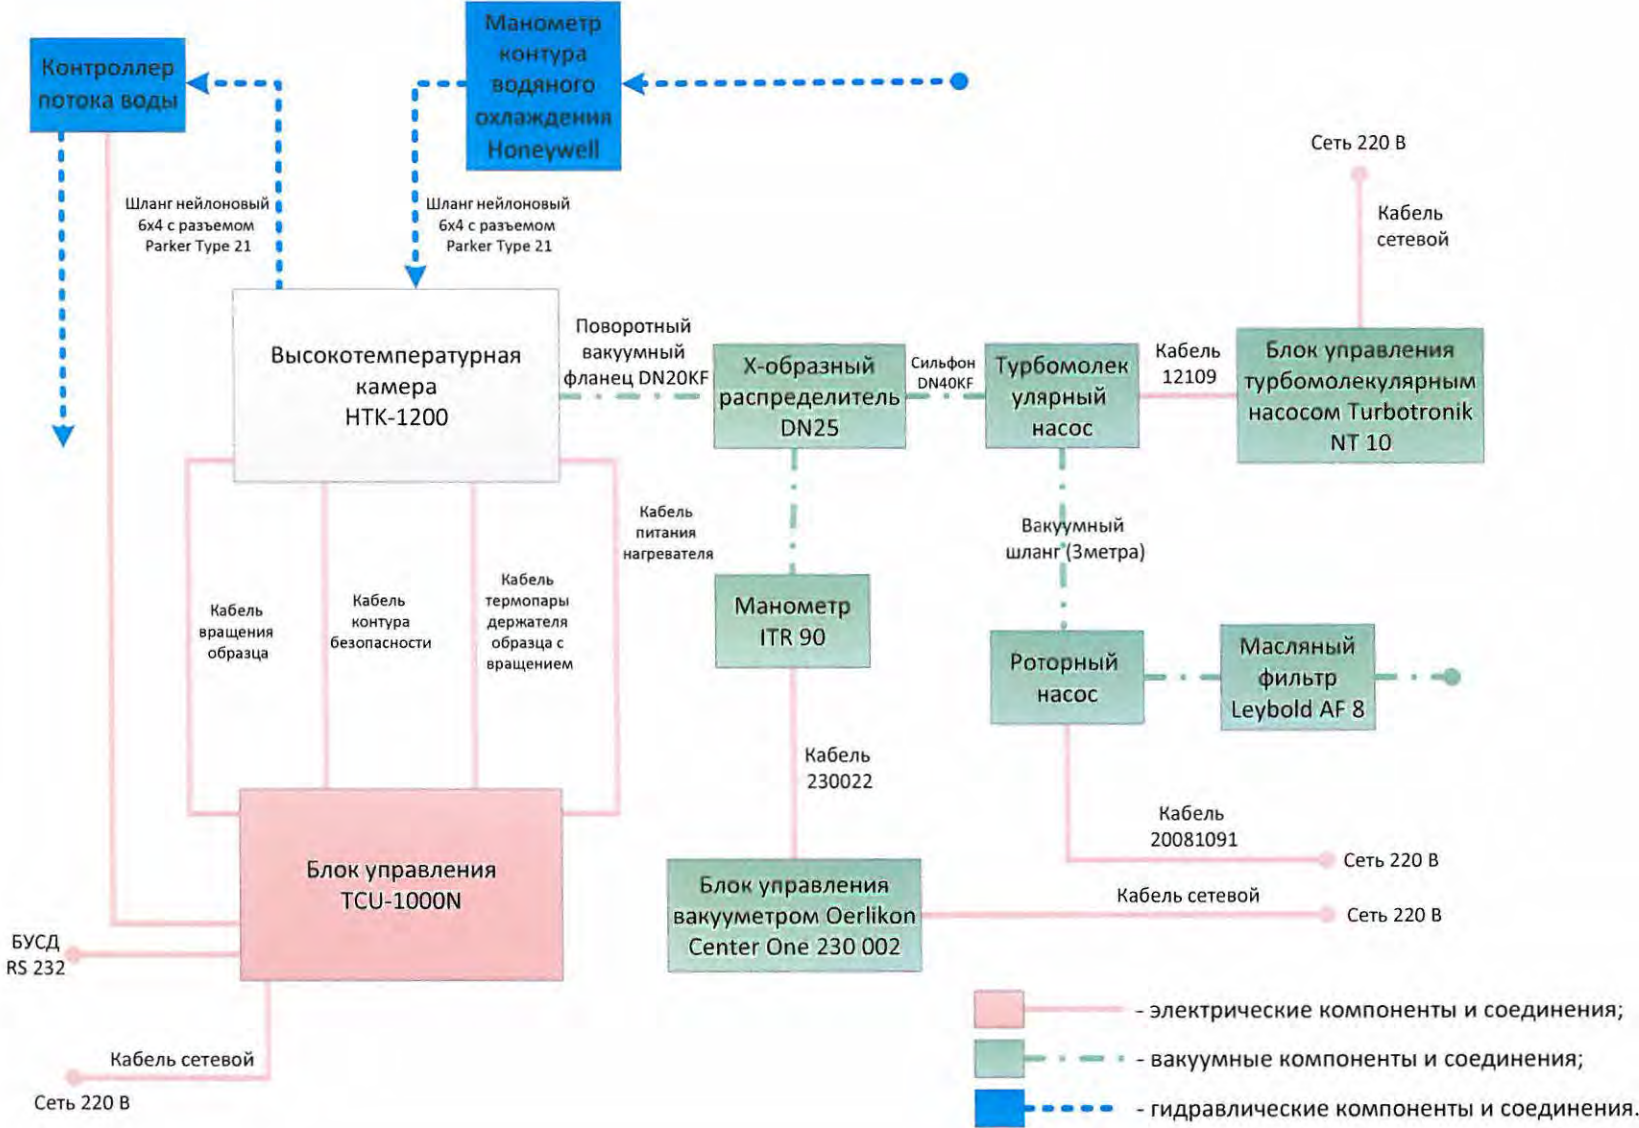 Контроллер
потока воды
Манометр
контура
водяного
охлаждения
Honeywell
Шланг нейлоновый
6х4 с разъемом
Parker Type 21
Шланг нейлоновый
6х4 с разъемом
Parker Type 21
Сеть 220 В
Кабель
сетевой
Высокотемпературная
камера
НТК-1200
Поворотный
вакуумный
фланец DN20KF
Х-образный
распределитель
DN25
Сильфон
DN40KF
Турбомолек
улярный
насос
Кабель
12109
Блок управления
турбомолекулярным
насосом Turbotronik
NT 10
Кабель
питания
нагревателя
Вакуумный
шланг (3метра)
Кабель
вращения
образца
Кабель
контура
безопасности
Кабель
термопары
держателя
образца с
вращением
Манометр
ITR 90
Роторный
насос
Масляный
фильтр
Leybold AF 8
Кабель
230022
Кабель
20081091
Сеть 220 В
Блок управления
TCU-1000N
Блок управления
вакууметром Oerlikon
Center One 230 002
Кабель сетевой
Сеть 220 В
БУСД
RS 232
Кабель сетевой
Сеть 220 В
- электрические компоненты и соединения;
- вакуумные компоненты и соединения;
- гидравлические компоненты и соединения.